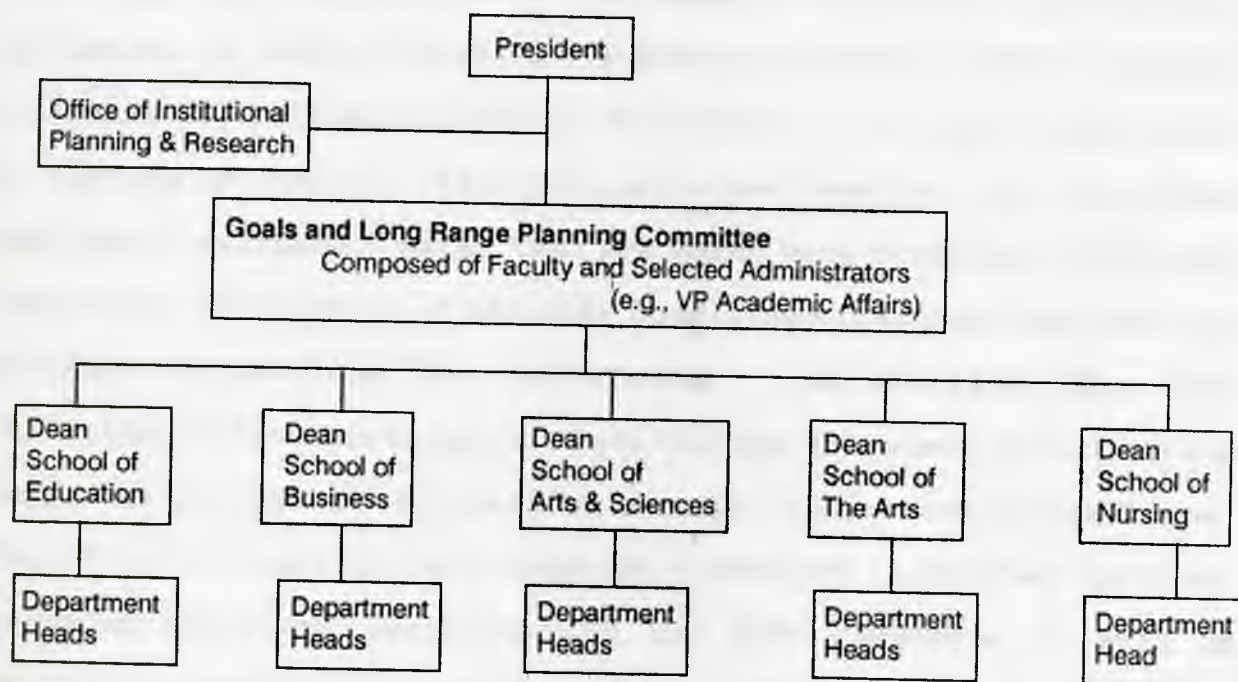 President
Office of Institutional
Planning & Research
Goals and Long Range Planning Committee
Composed of Faculty and Selected Administrators
(e.g., VP Academic Affairs)
Dean
School of
Education
Dean
School of
Business
Dean
School of
Arts & Sciences
Dean
School of
The Arts
Dean
School of
Nursing
Department
Heads
Department
Heads
Department
Heads
Department
Heads
Department
Head